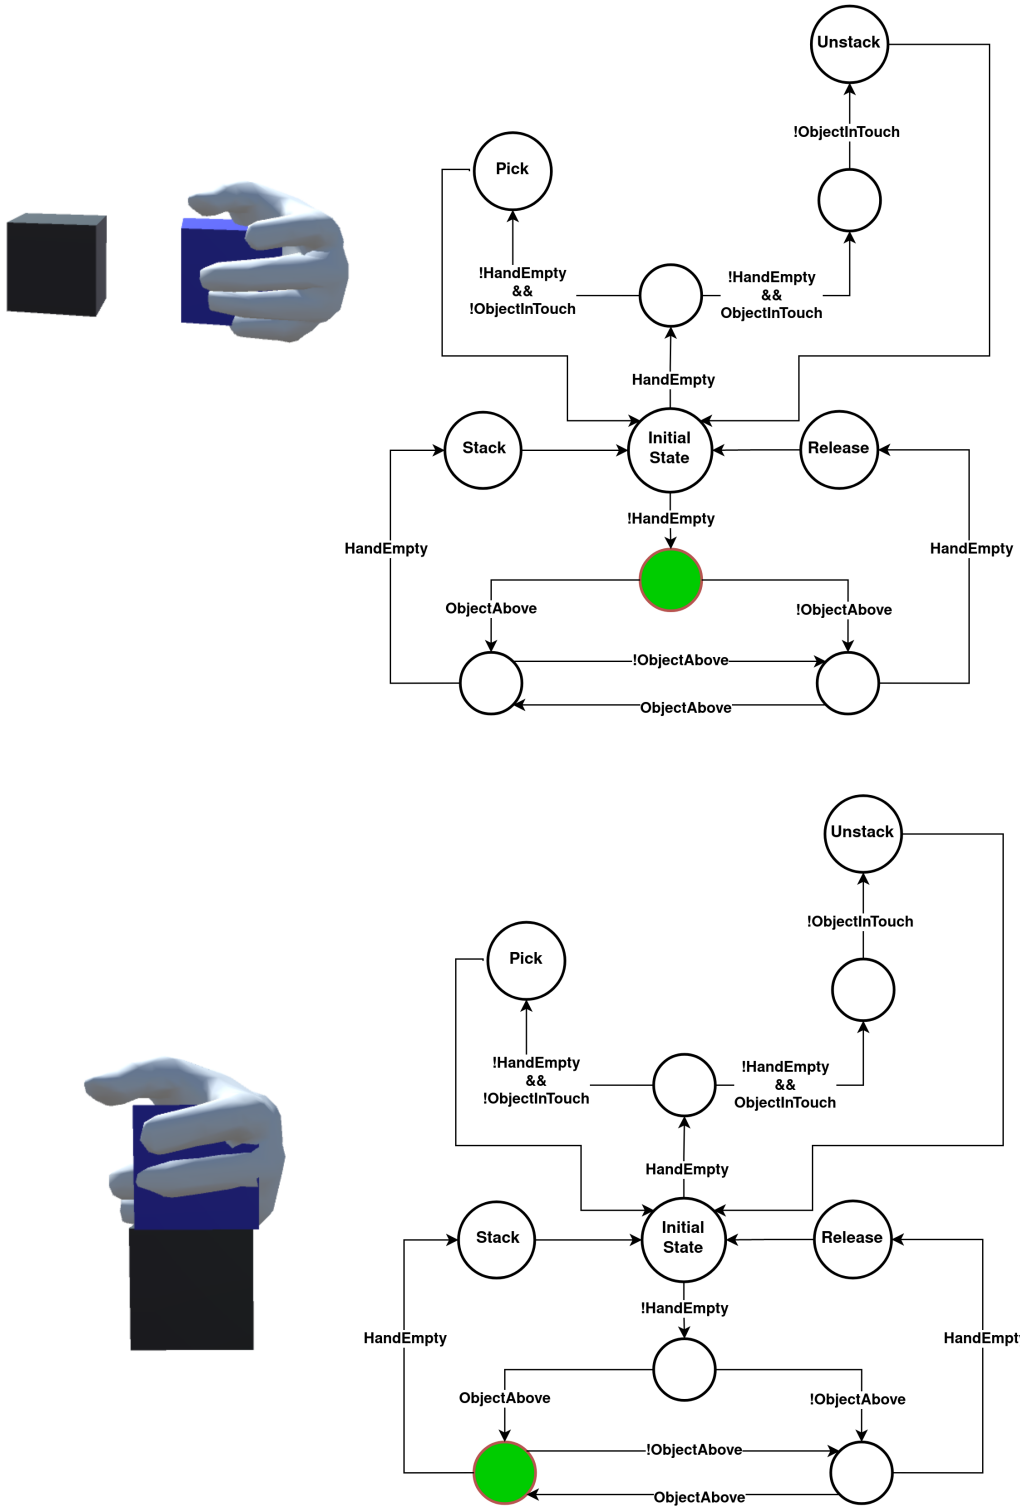 Unstack
!ObjectInTouch
Pick
!HandEmpty
&&
!ObjectInTouch
!HandEmpty
&&
ObjectInTouch
HandEmpty
Stack
Initial
State
Release
!HandEmpty
HandEmpty
HandEmpty
ObjectAbove
!ObjectAbove
!ObjectAbove
ObjectAbove
Unstack
!ObjectInTouch
Pick
!HandEmpty
&&
!ObjectInTouch
!HandEmpty
&&
ObjectInTouch
HandEmpty
Stack
Initial
State
Release
!HandEmpty
HandEmpty
HandEmpt
ObjectAbove
!ObjectAbove
!ObjectAbove
ObjectAbove